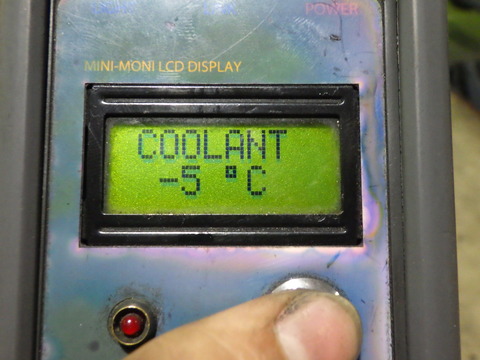 POWER
MINI-MONI LCD DISPLAY
COOLANT
-5 °C